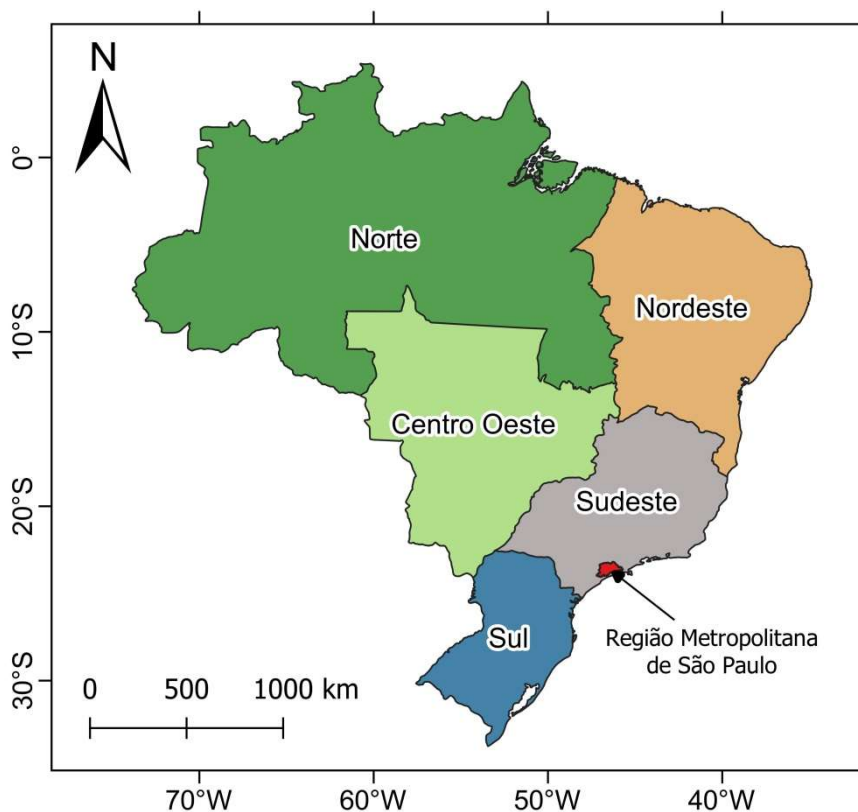 N
0°
10°S
20°S
30°S
Norte
Nordeste
Centro Oeste
Sudeste
Sul
Região Metropolitana
de São Paulo
0 500 1000 km
70°W 60°W 50°W 40°W